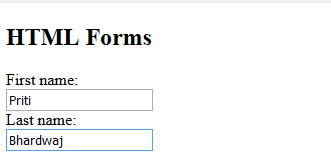 HTML Forms
First name:
Priti
Last name:
Bhardwaj